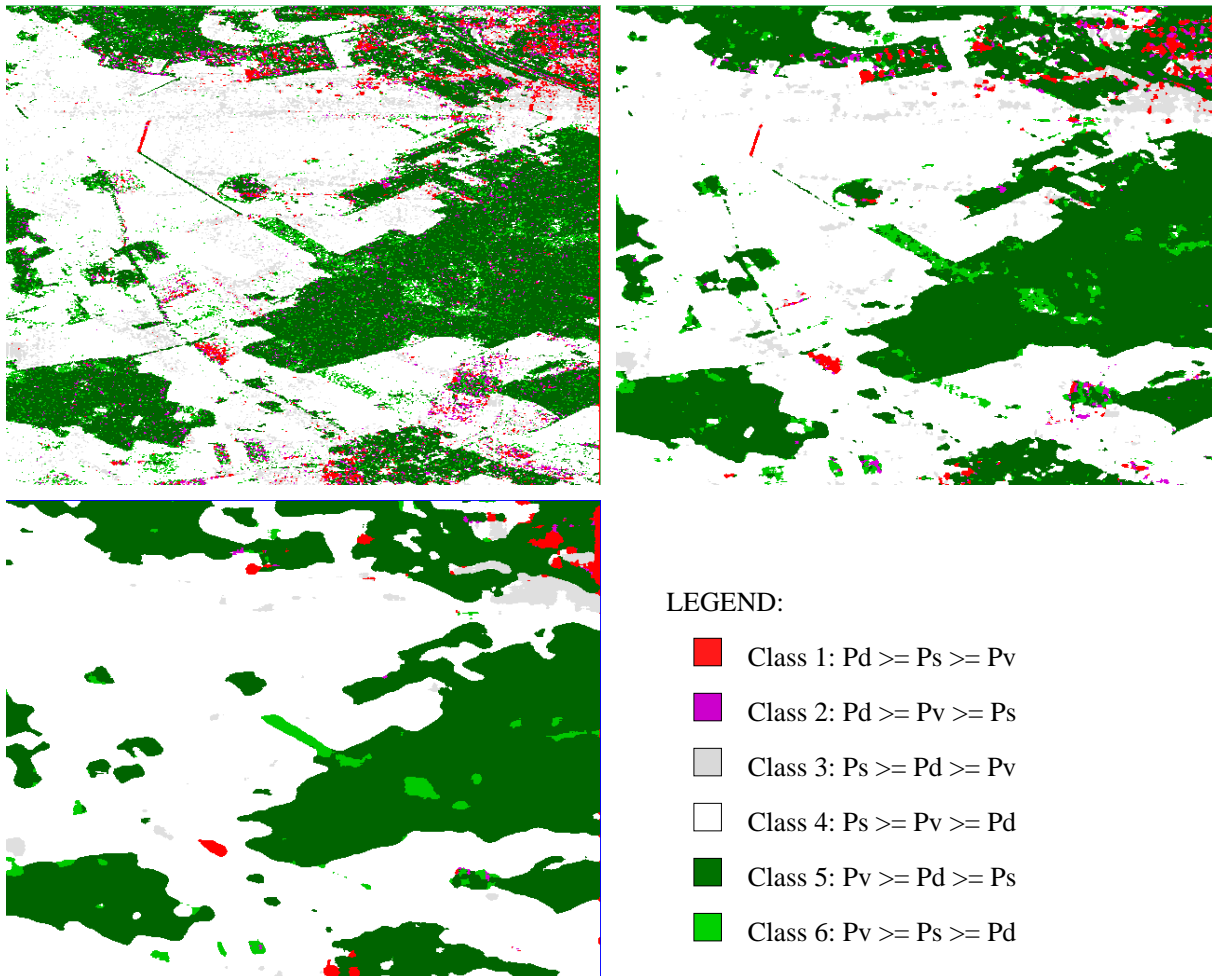 LEGEND:
Class 1: Pd >= Ps >= Pv
Class 2: Pd >= Pv >= Ps
Class 3: Ps >= Pd >= Pv
Class 4: Ps >= Pv >= Pd
Class 5: Pv >= Pd >= Ps
Class 6: Pv >= Ps >= Pd